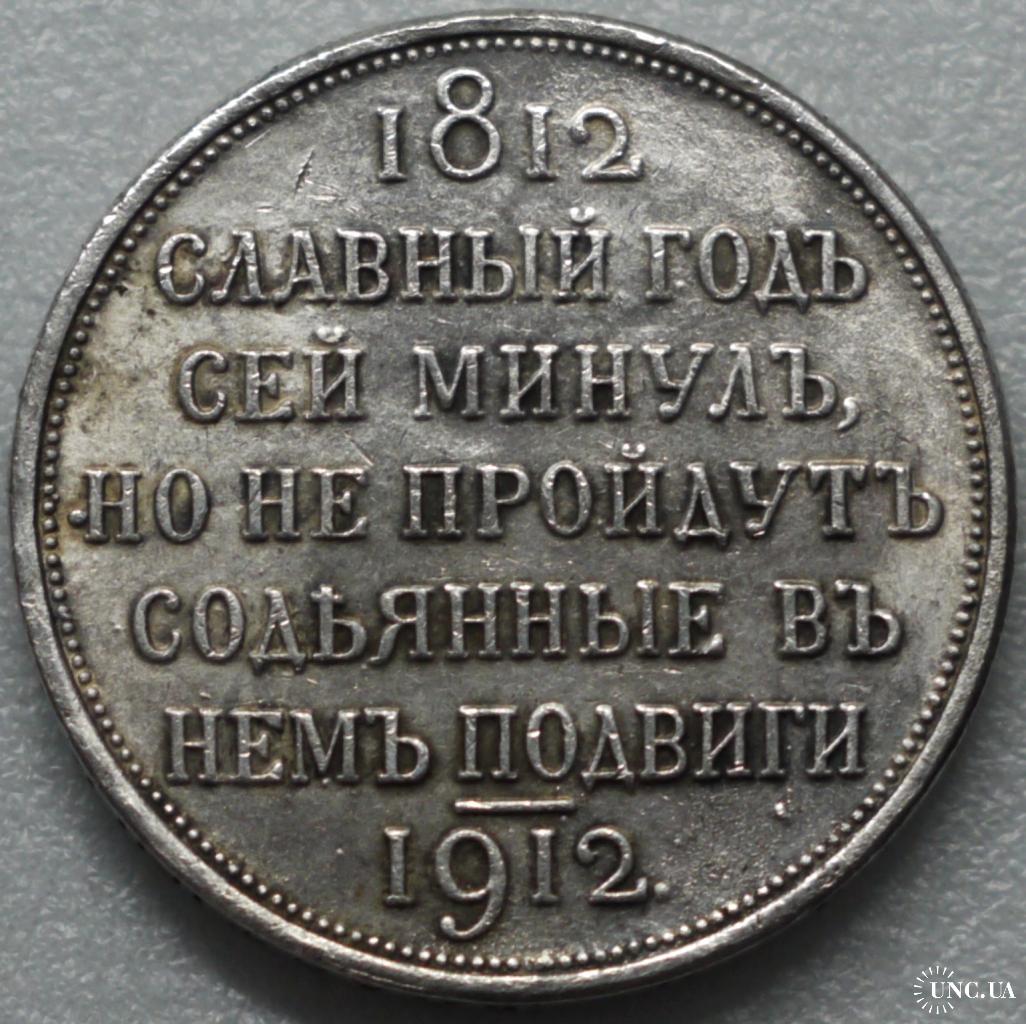 1812
СЛАВНЫЙ ГОДЪ
СЕЙ МИНУЛЪ,
НО НЕ ПРОЙДУТЪ
СОДѢЯННЫЕ ВЪ
НЕМЪ ПОДВИГИ
1912.
UNC.UA